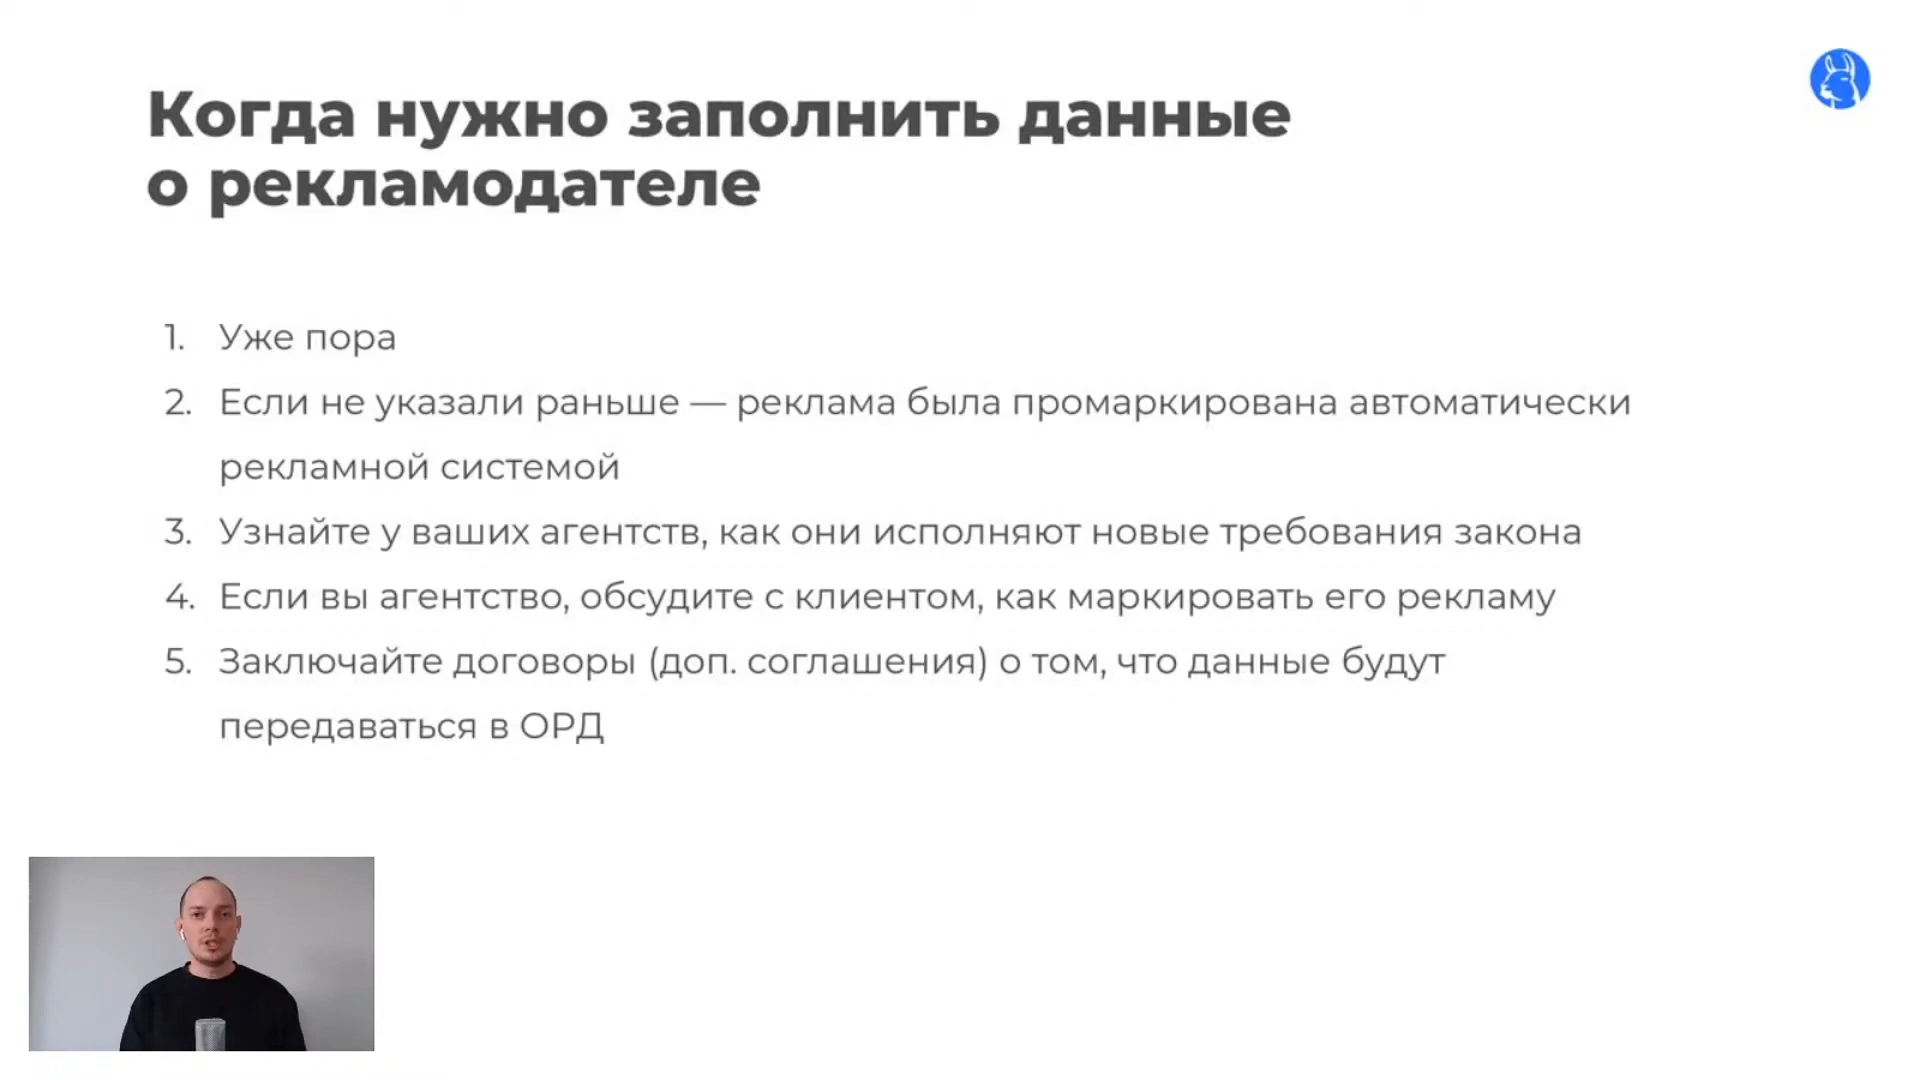 Когда нужно заполнить данные
о рекламодателе
1. Уже пора
2. Если не указали раньше — реклама была промаркирована автоматически
рекламной системой
3. Узнайте у ваших агентств, как они исполняют новые требования закона
4. Если вы агентство, обсудите с клиентом, как маркировать его рекламу
5. Заключайте договоры (доп. соглашения) о том, что данные будут
передаваться в ОРД